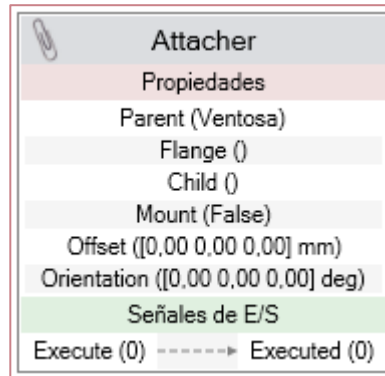 Attacher
Propiedades
Parent (Ventosa)
Flange ()
Child ()
Mount (False)
Offset ([0,00 0,00 0,00] mm)
Orientation ([0,00 0,00 0,00] deg)
Señales de E/S
Execute (0) Executed (0)